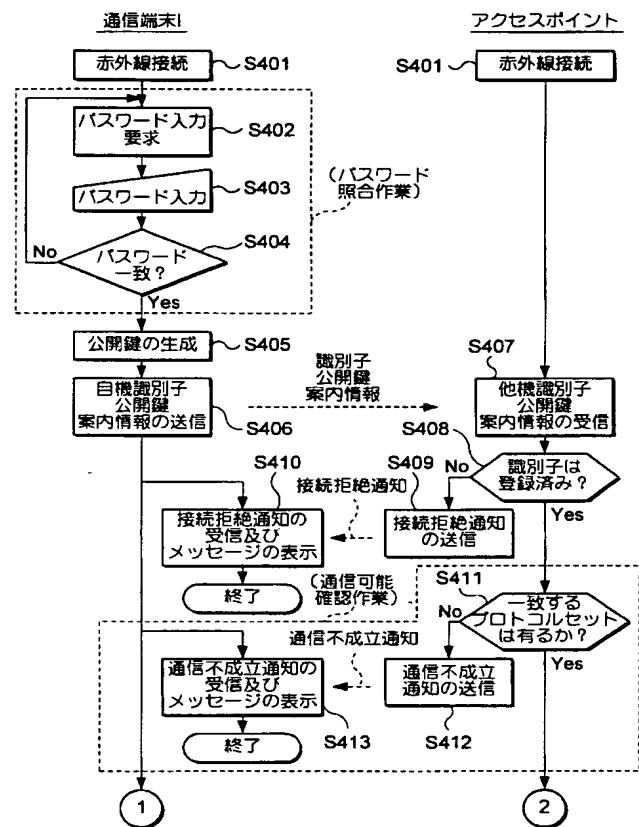 通信端末I
アクセスポイント
赤外線接続
S401
S401
赤外線接続
パスワード入力
要求
S402
パスワード入力
S403
(パスワード
照合作業)
No
パスワード
一致?
S404
Yes
公開鍵の生成
S405
自機識別子
公開鍵
案内情報の送信
S406
識別子
公開鍵
案内情報
S407
他機識別子
公開鍵
案内情報の受信
S408
識別子は
登録済み?
No
Yes
S409
接続拒絶通知
の送信
接続拒絶通知
S410
接続拒絶通知の
受信及び
メッセージの表示
終了
(通信可能
確認作業)
S411
一致する
プロトコルセット
は有るか?
No
Yes
通信不成立
通知の送信
S412
通信不成立通知
通信不成立通知の
受信及び
メッセージの表示
S413
終了
1
2